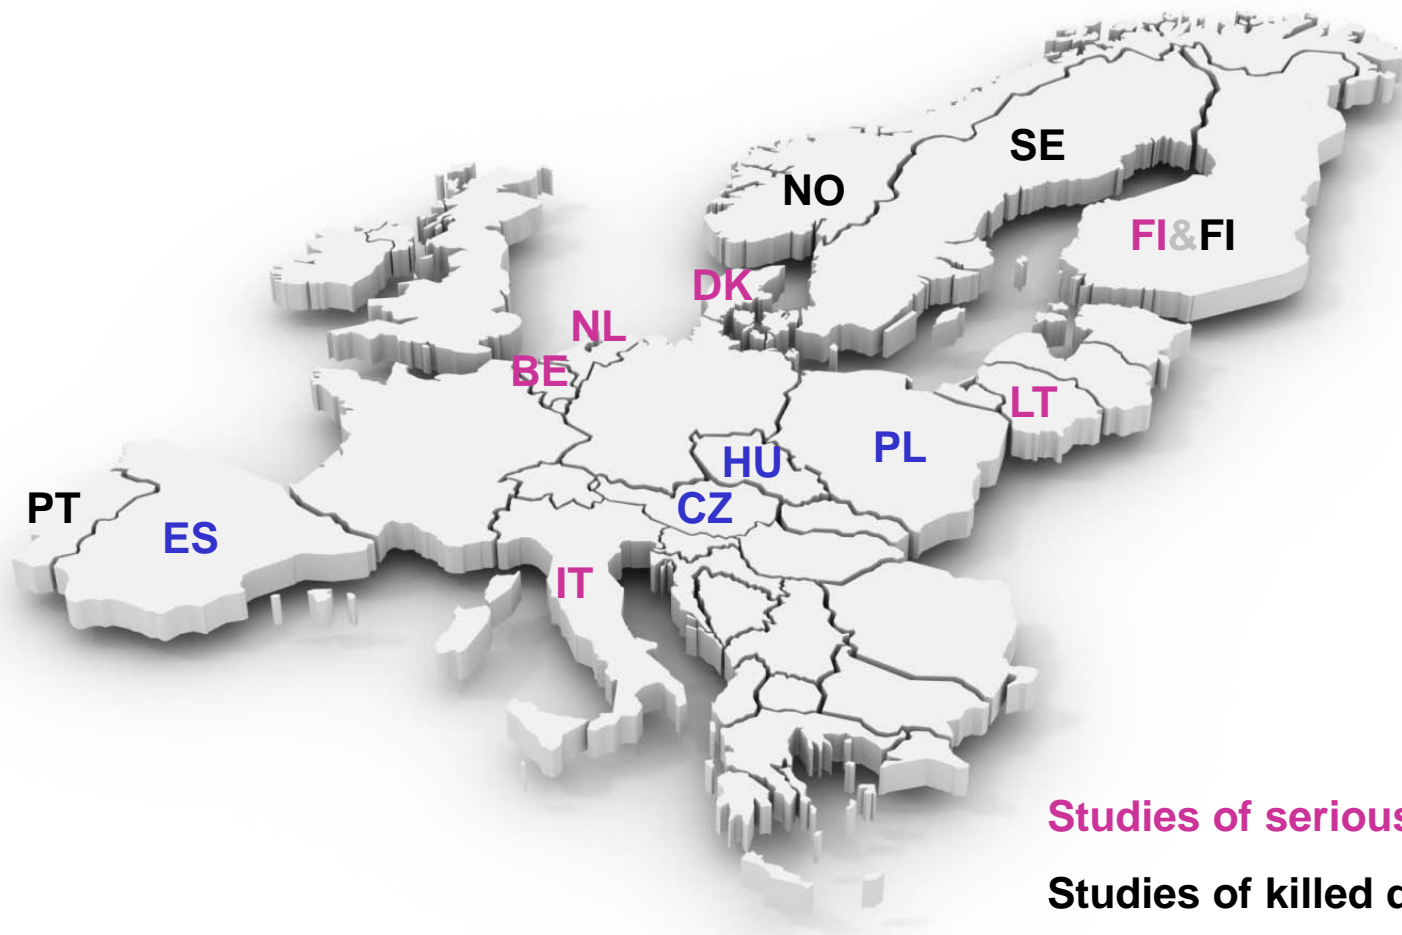 SE
NO
FI&FI
DK
NL
BE
LT
PL
HU
PT
CZ
ES
IT
Studies of serious
Studies of killed